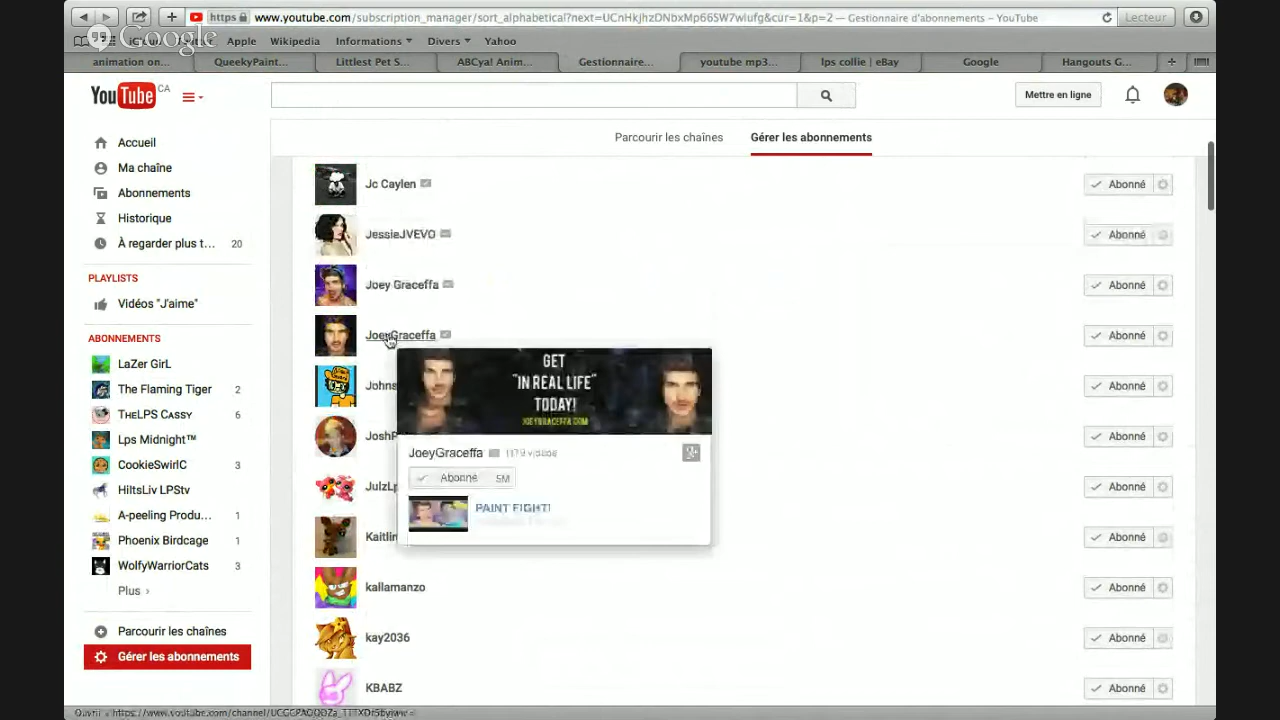 https www.youtube.com/subscription_manager/sort_alphabetical?next=UCnHkjhzDNbxMp66SW7wlufg&cur=1&p=2 — Gestionnaire d'abonnements – YouTube
Lecteur
Google
Apple Wikipedia Informations Divers Yahoo
animation on... QueekyPaint... Littlest Pet S... ABCya! Anim... Gestionnaire... youtube mp3... lps collie | eBay Google Hangouts G...
YouTube CA
Mettre en ligne
Parcourir les chaînes Gérer les abonnements
Accueil
Ma chaîne
Abonnements
Historique
À regarder plus t... 20
PLAYLISTS
Vidéos "J'aime"
ABONNEMENTS
LaZer GirL
The Flaming Tiger 2
TheLPS Cassy 6
Lps Midnight™
CookieSwirlC 3
HiltsLiv LPStv
A-peeling Produ... 1
Phoenix Birdcage 1
WolfyWarriorCats 3
Plus ›
Parcourir les chaînes
Gérer les abonnements
Jc Caylen Abonné
JessieJVEVO Abonné
Joey Graceffa Abonné
JoeyGraceffa Abonné
Johns Abonné
JoshP Abonné
JulzLp Abonné
Kaitlin Abonné
kallamanzo Abonné
kay2036 Abonné
KBABZ Abonné
GET
"IN REAL LIFE"
TODAY!
JOEYGRACEFFA.COM
JoeyGraceffa 1179 vidéos
Abonné 5M
PAINT FIGHT!